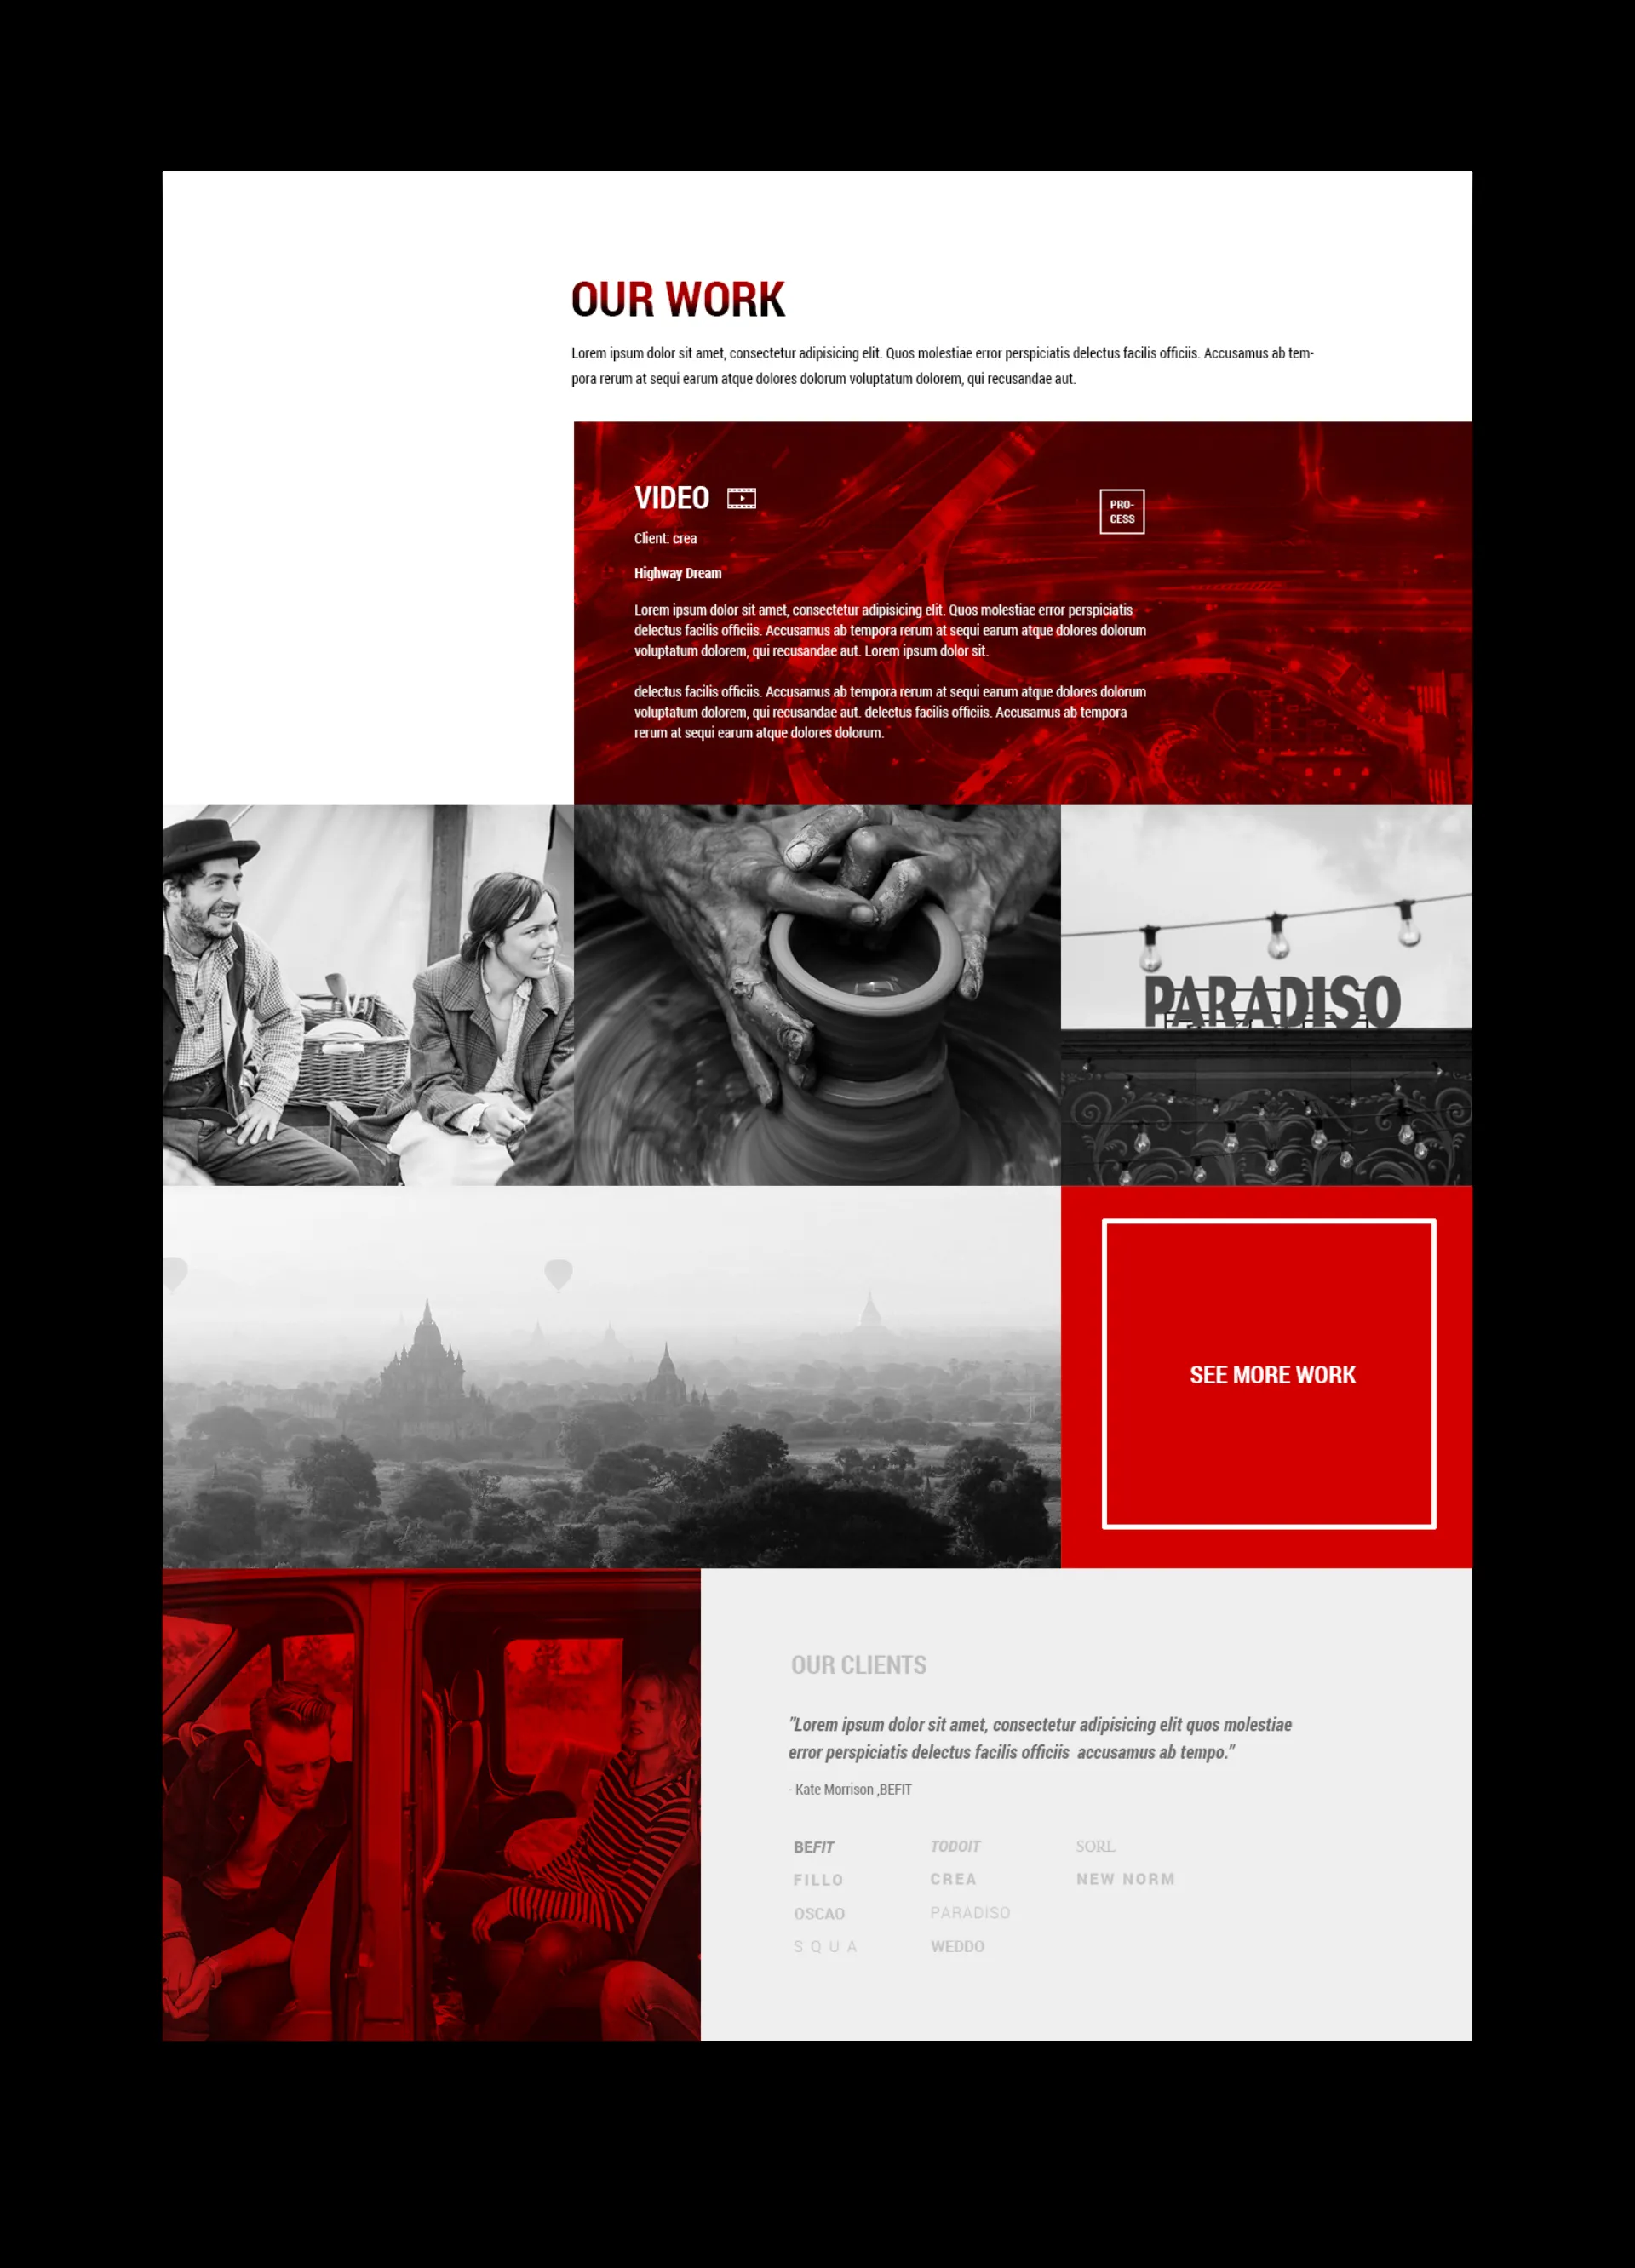 OUR WORK
Lorem ipsum dolor sit amet, consectetur adipisicing elit. Quos molestiae error perspiciatis delectus facilis officiis. Accusamus ab tem-
pora rerum at sequi earum atque dolores dolorum voluptatum dolorem, qui recusandae aut.
VIDEO
PRO-
CESS
Client: crea
Highway Dream
Lorem ipsum dolor sit amet, consectetur adipisicing elit. Quos molestiae error perspiciatis
delectus facilis officiis. Accusamus ab tempora rerum at sequi earum atque dolores dolorum
voluptatum dolorem, qui recusandae aut. Lorem ipsum dolor sit.
delectus facilis officiis. Accusamus ab tempora rerum at sequi earum atque dolores dolorum
voluptatum dolorem, qui recusandae aut. delectus facilis officiis. Accusamus ab tempora
rerum at sequi earum atque dolores dolorum.
PARADISO
SEE MORE WORK
OUR CLIENTS
"Lorem ipsum dolor sit amet, consectetur adipisicing elit quos molestiae
error perspiciatis delectus facilis officiis  accusamus ab tempo."
- Kate Morrison ,BEFIT
BEFIT TODOIT SORL
FILLO CREA NEW NORM
OSCAO PARADISO
S Q U A WEDDO